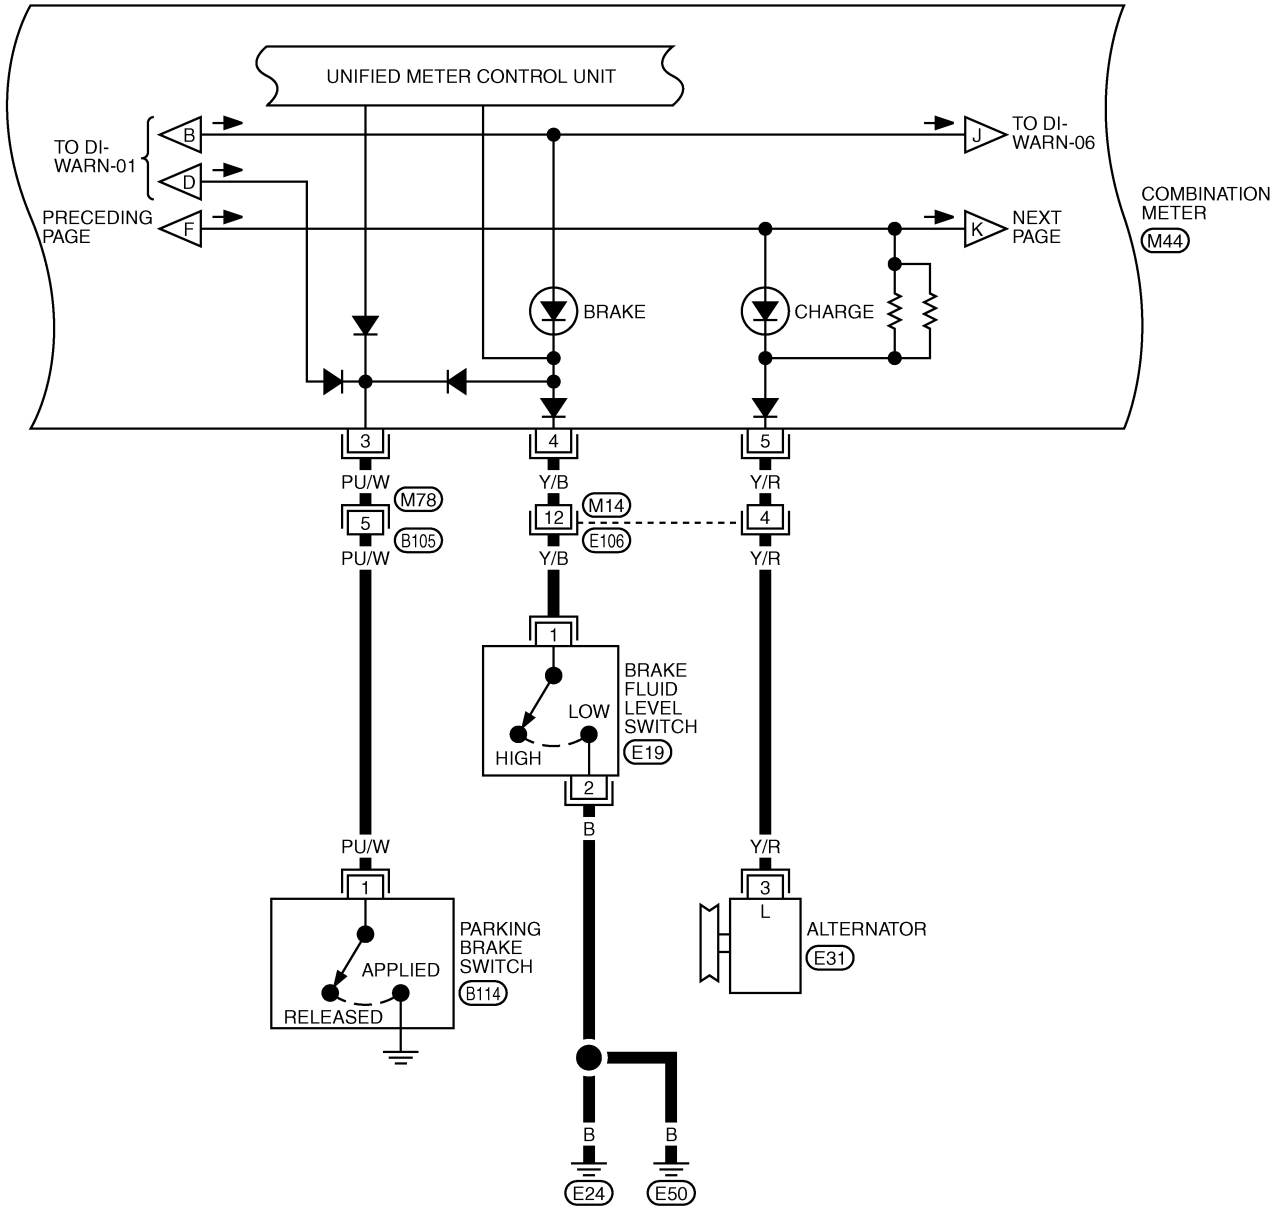 UNIFIED METER CONTROL UNIT
B
J
TO DI-
WARN-06
TO DI-
WARN-01
D
PRECEDING
PAGE
F
K
NEXT
PAGE
COMBINATION
METER
M44
BRAKE
CHARGE
3
4
5
PU/W
Y/B
Y/R
M78
5
B105
M14
12
E106
4
PU/W
Y/B
Y/R
1
BRAKE
FLUID
LEVEL
SWITCH
E19
LOW
HIGH
2
B
PU/W
Y/R
1
3
L
PARKING
BRAKE
SWITCH
B114
APPLIED
RELEASED
ALTERNATOR
E31
B
B
E24
E50